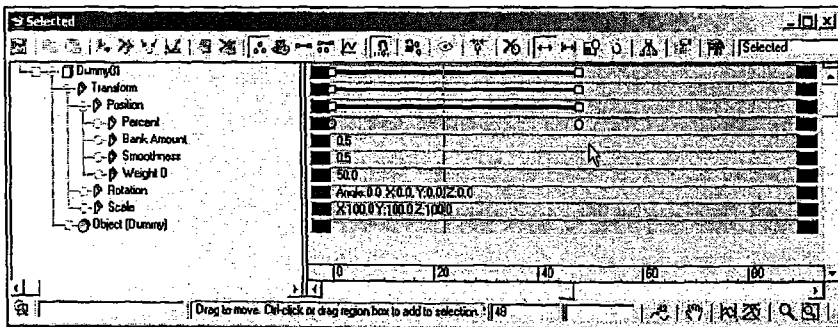 Selected
Selected
Dummy01
Transform
Position
Percent
Bank Amount
0.5
Smoothness
0.5
Weight 0
50.0
Rotation
Angle:0.0 X:0.0, Y:0.0, Z:0.0
Scale
X:100.0 Y:100.0 Z:100.0
Object (Dummy)
0 20 40 60 80
Drag to move. Ctrl-click or drag region box to add to selection. 48